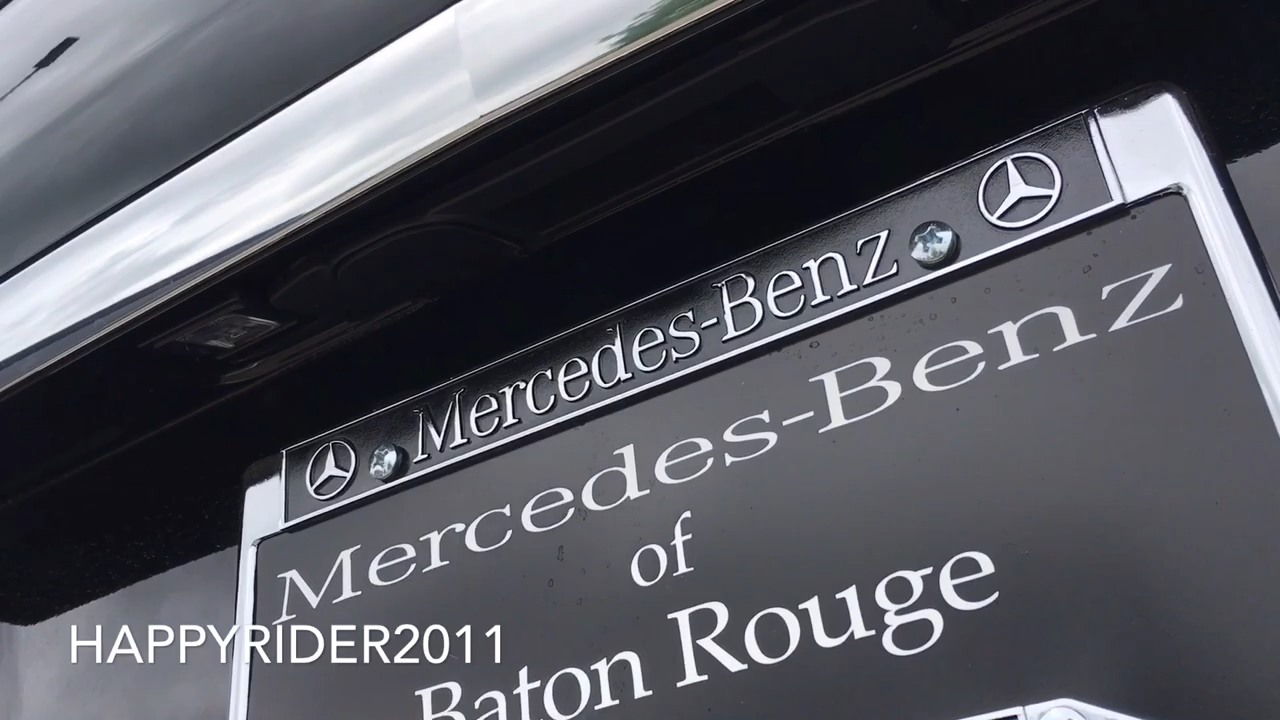 Mercedes-Benz
Mercedes-Benz
of
Baton Rouge
HAPPYRIDER2011